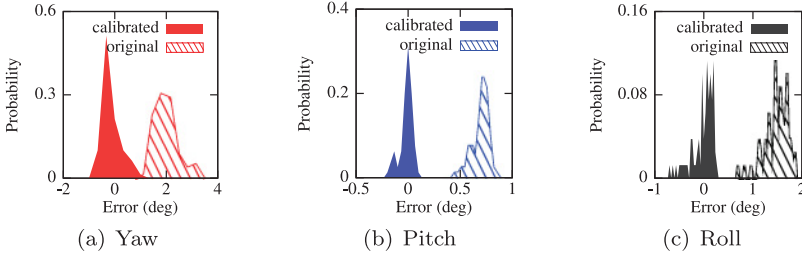 calibrated
original
Probability
0.6
0.3
0
-2
0
2
4
Error (deg)
(a) Yaw
calibrated
original
Probability
0.4
0.2
0
-0.5
0
0.5
1
Error (deg)
(b) Pitch
calibrated
original
Probability
0.16
0.08
0
-1
0
1
2
Error (deg)
(c) Roll